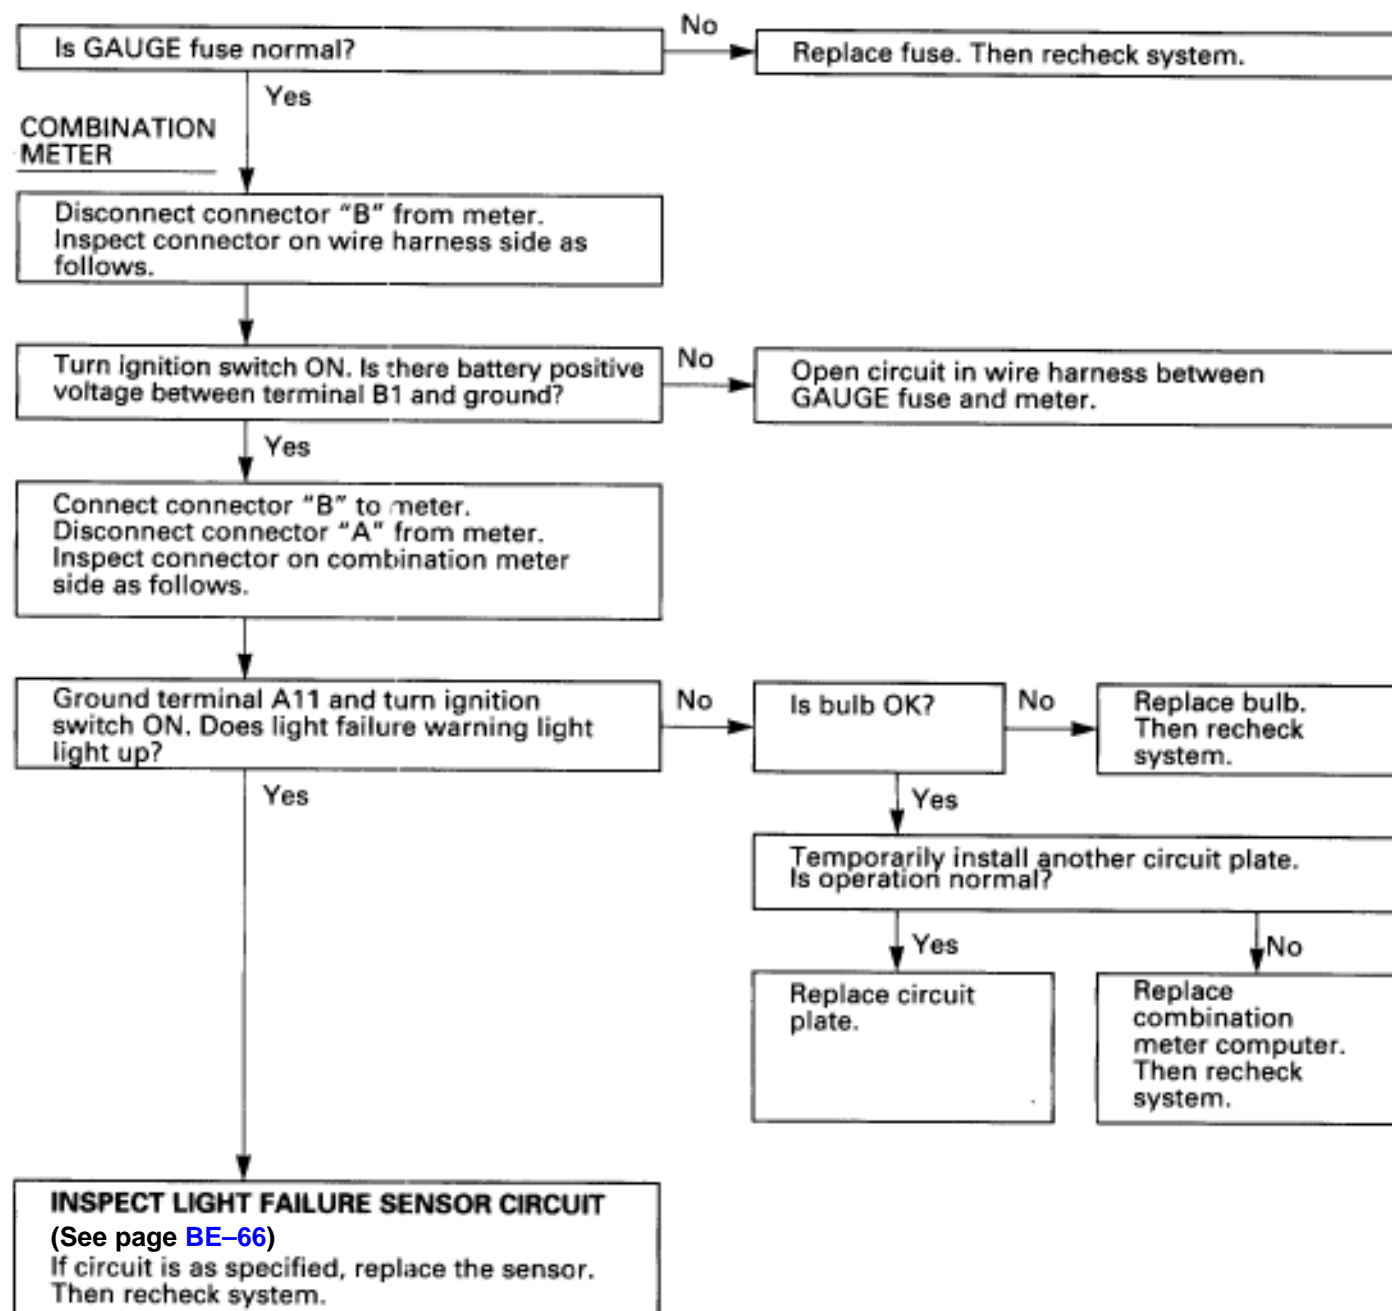 Is GAUGE fuse normal?
No
Replace fuse. Then recheck system.
Yes
COMBINATION
METER
Disconnect connector “B” from meter.
Inspect connector on wire harness side as
follows.
Turn ignition switch ON. Is there battery positive
voltage between terminal B1 and ground?
No
Open circuit in wire harness between
GAUGE fuse and meter.
Yes
Connect connector “B” to meter.
Disconnect connector “A” from meter.
Inspect connector on combination meter
side as follows.
Ground terminal A11 and turn ignition
switch ON. Does light failure warning light
light up?
No
Is bulb OK?
No
Replace bulb.
Then recheck
system.
Yes
Yes
Temporarily install another circuit plate.
Is operation normal?
Yes
No
Replace circuit
plate.
Replace
combination
meter computer.
Then recheck
system.
INSPECT LIGHT FAILURE SENSOR CIRCUIT
(See page BE–66)
If circuit is as specified, replace the sensor.
Then recheck system.